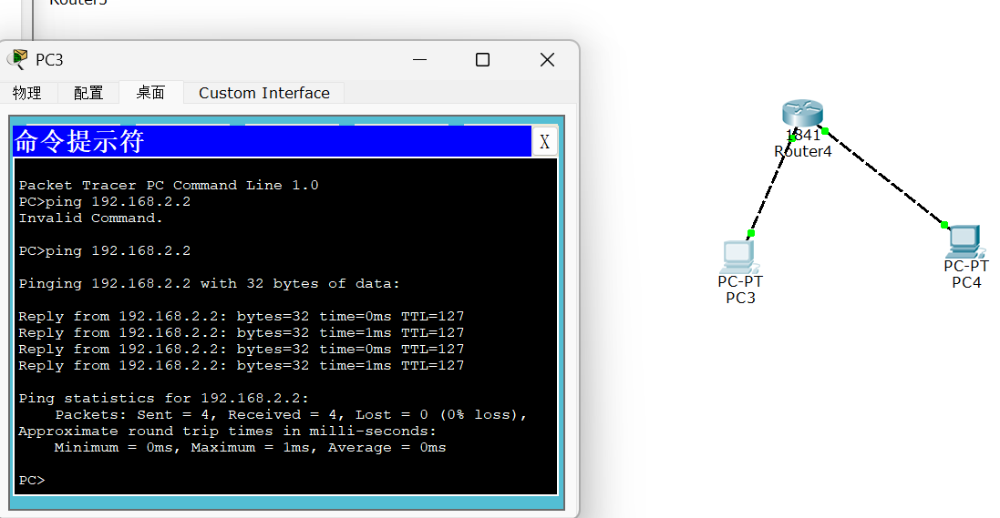 Router5
PC3
物理
配置
桌面
Custom Interface
命令提示符
X
Packet Tracer PC Command Line 1.0
PC>ping 192.168.2.2
Invalid Command.
PC>ping 192.168.2.2
Pinging 192.168.2.2 with 32 bytes of data:
Reply from 192.168.2.2: bytes=32 time=0ms TTL=127
Reply from 192.168.2.2: bytes=32 time=1ms TTL=127
Reply from 192.168.2.2: bytes=32 time=0ms TTL=127
Reply from 192.168.2.2: bytes=32 time=1ms TTL=127
Ping statistics for 192.168.2.2:
Packets: Sent = 4, Received = 4, Lost = 0 (0% loss),
Approximate round trip times in milli-seconds:
Minimum = 0ms, Maximum = 1ms, Average = 0ms
PC>
1841
Router4
PC-PT
PC3
PC-PT
PC4